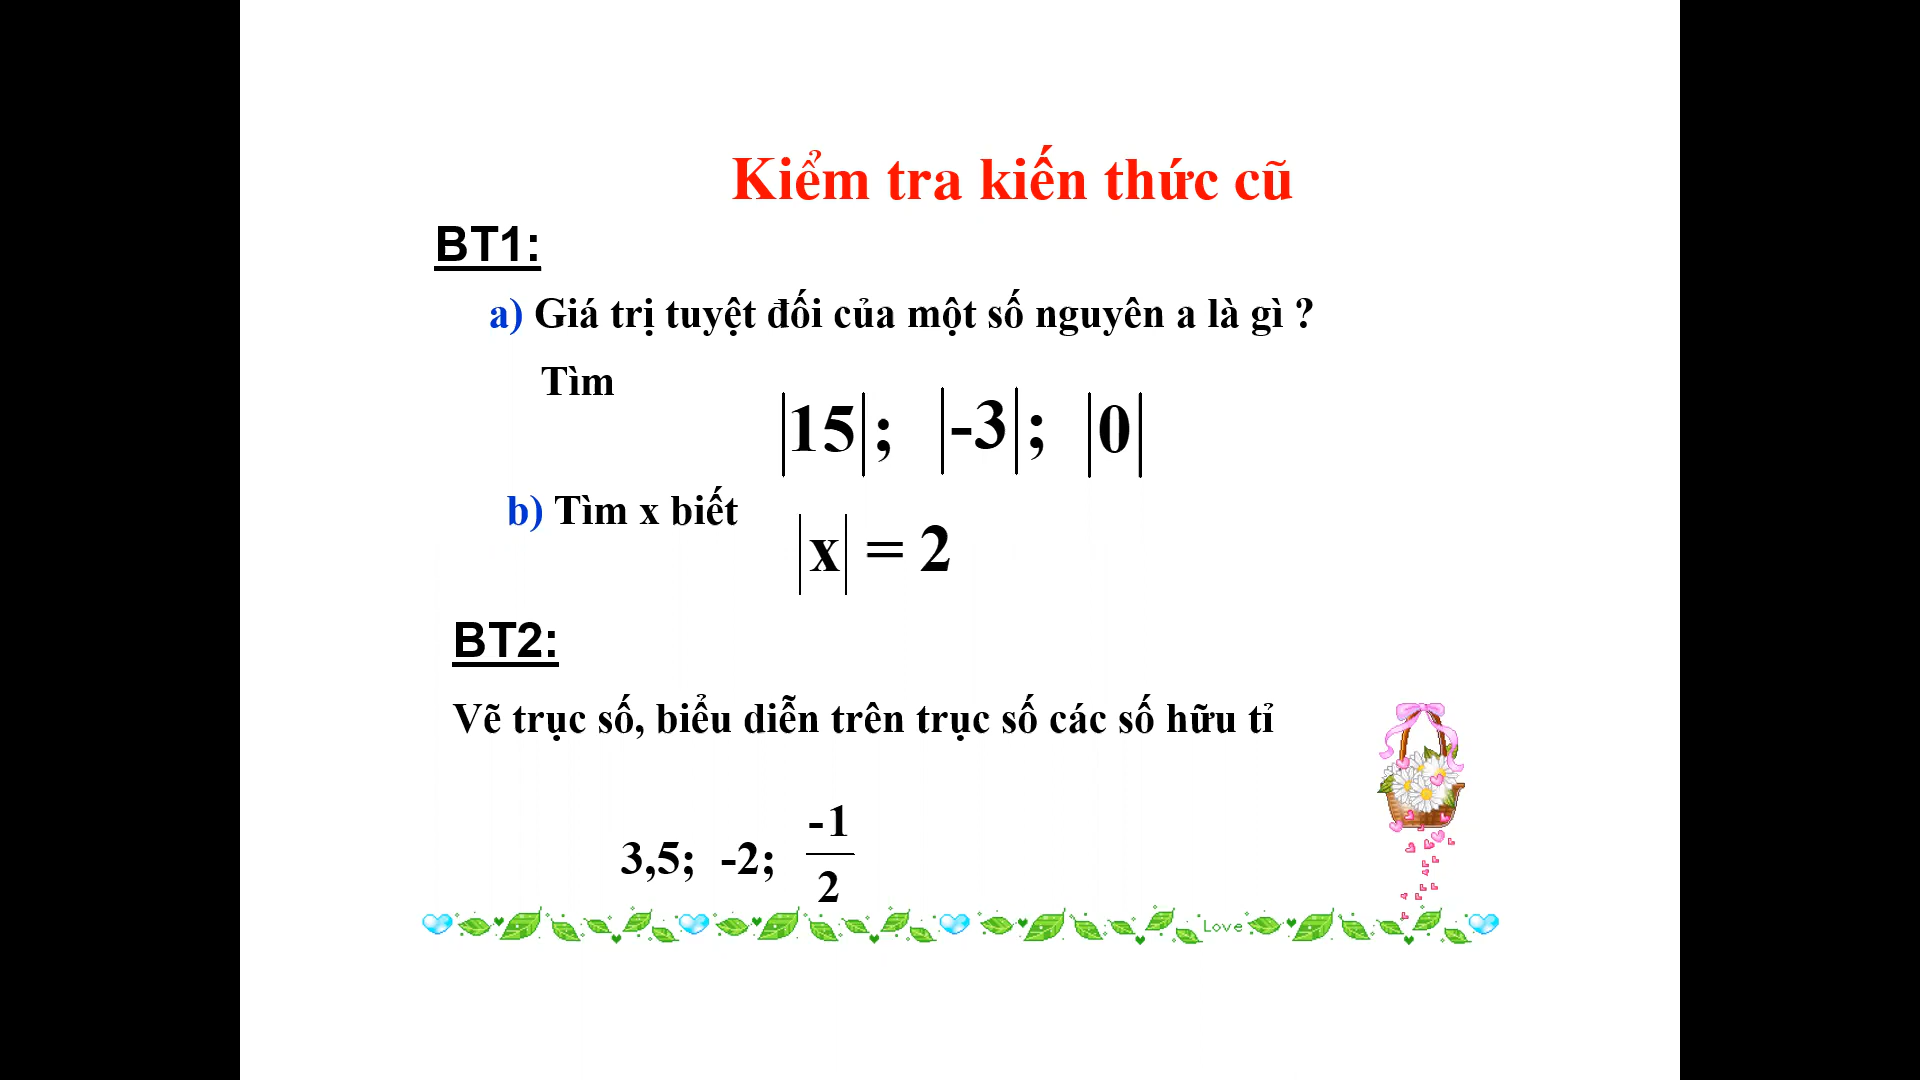 Kiểm tra kiến thức cũ
BT1:
a) Giá trị tuyệt đối của một số nguyên a là gì ?
Tìm
|15|; |-3|; |0|
b) Tìm x biết
|x| = 2
BT2:
Vẽ trục số, biểu diễn trên trục số các số hữu tỉ
3,5; -2; -1/2
Love